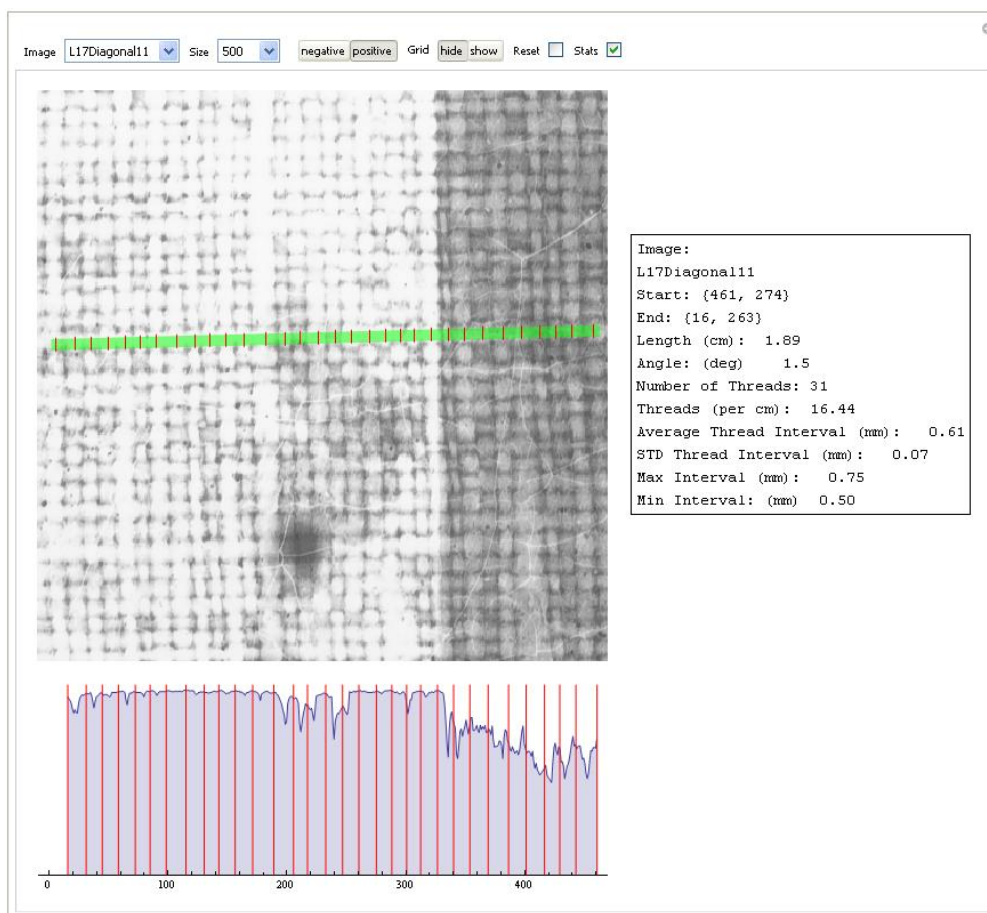 Image L17Diagonal11 Size 500 negative positive Grid hide show Reset Stats
Image:
L17Diagonal11
Start: {461, 274}
End: {16, 263}
Length (cm): 1.89
Angle: (deg) 1.5
Number of Threads: 31
Threads (per cm): 16.44
Average Thread Interval (mm): 0.61
STD Thread Interval (mm): 0.07
Max Interval (mm): 0.75
Min Interval: (mm) 0.50
0 100 200 300 400